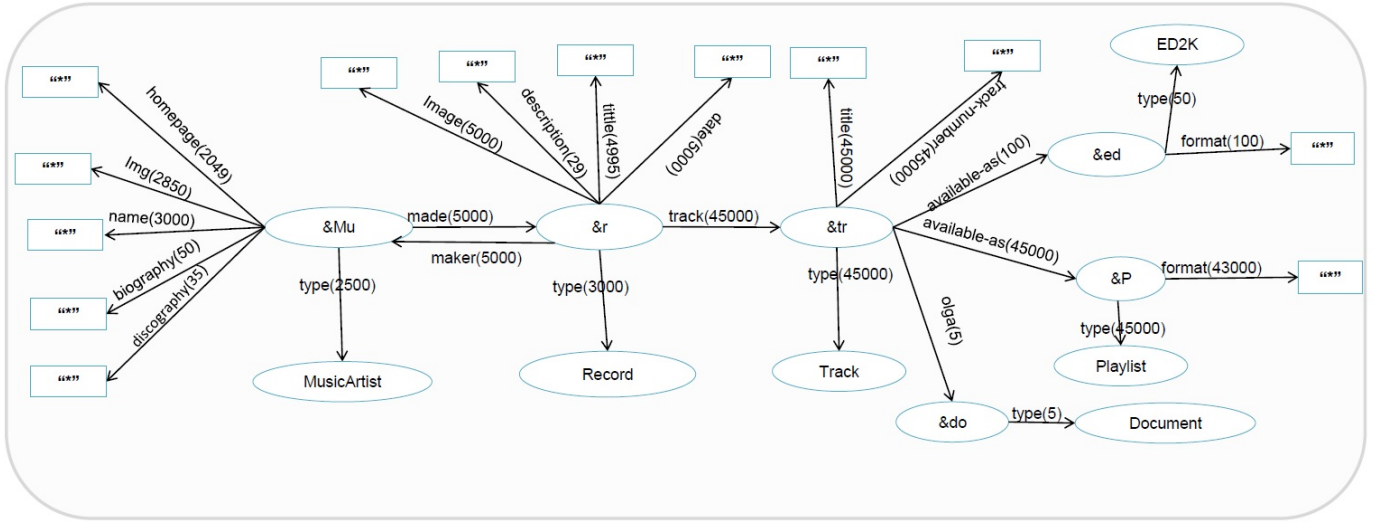 ED2K
“*”
“*”
“*”
“*”
“*”
“*”
“*”
type(50)
homepage(2049)
Image(5000)
description(29)
tittle(4995)
date(5000)
title(45000)
track-number(45000)
available-as(100)
&ed
format(100)
“*”
“*”
Img(2850)
name(3000)
“*”
&Mu
made(5000)
&r
track(45000)
&tr
available-as(45000)
maker(5000)
biography(50)
discography(35)
type(2500)
type(3000)
type(45000)
&P
format(43000)
“*”
“*”
olga(5)
type(45000)
“*”
MusicArtist
Record
Track
Playlist
&do
type(5)
Document